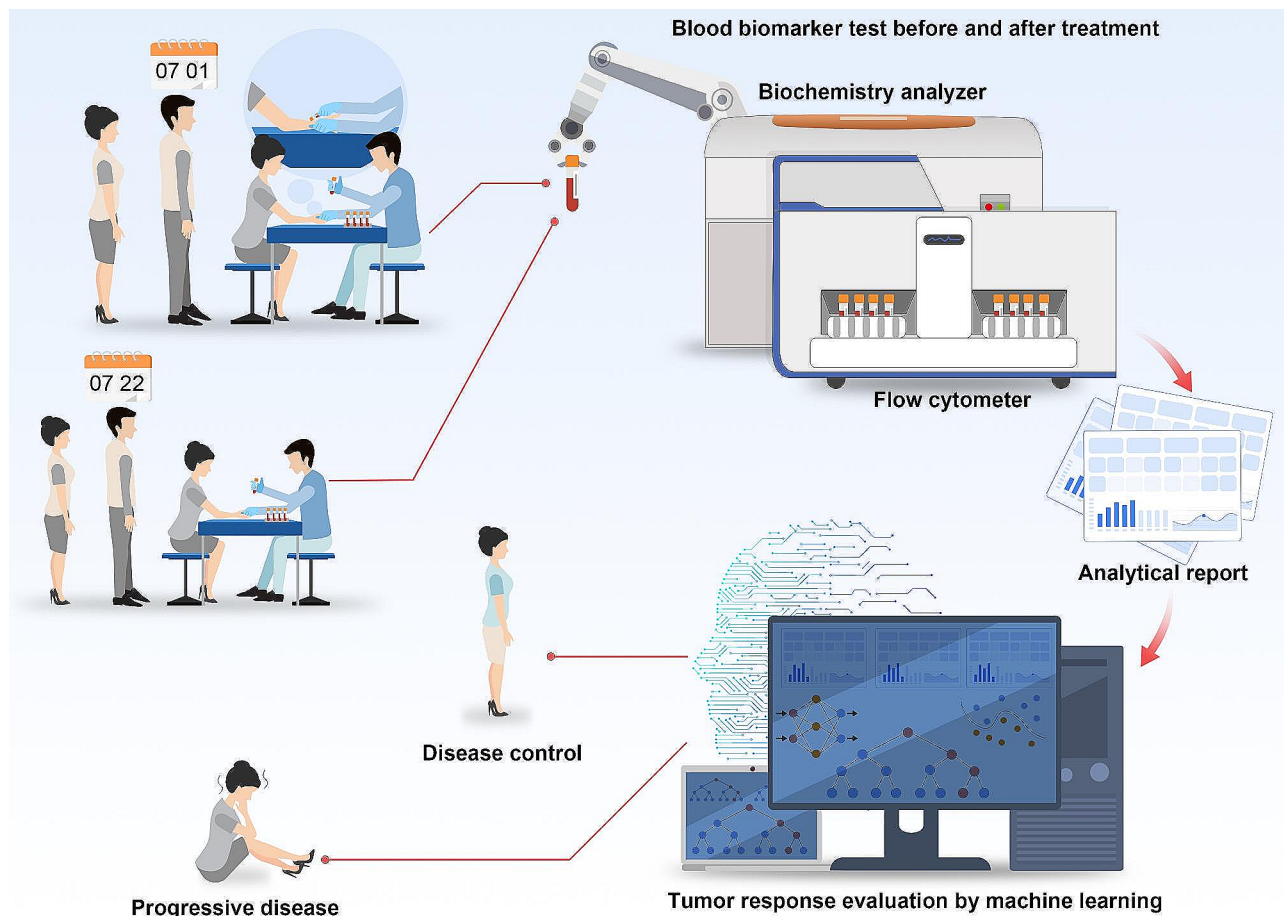 Blood biomarker test before and after treatment
07 01
Biochemistry analyzer
07 22
Flow cytometer
Analytical report
Disease control
Progressive disease
Tumor response evaluation by machine learning